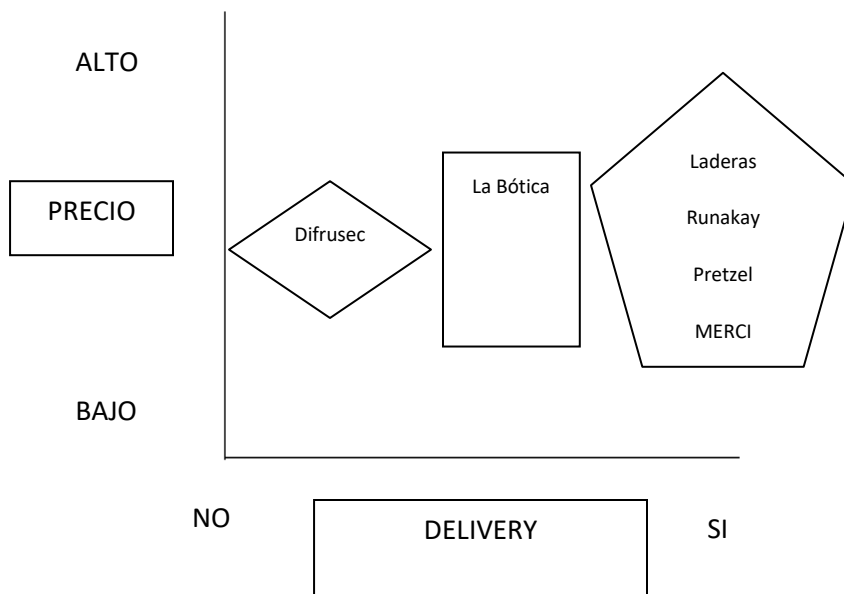 ALTO
Laderas
La Bótica
PRECIO
Runakay
Difrusec
Pretzel
MERCI
BAJO
NO
DELIVERY
SI